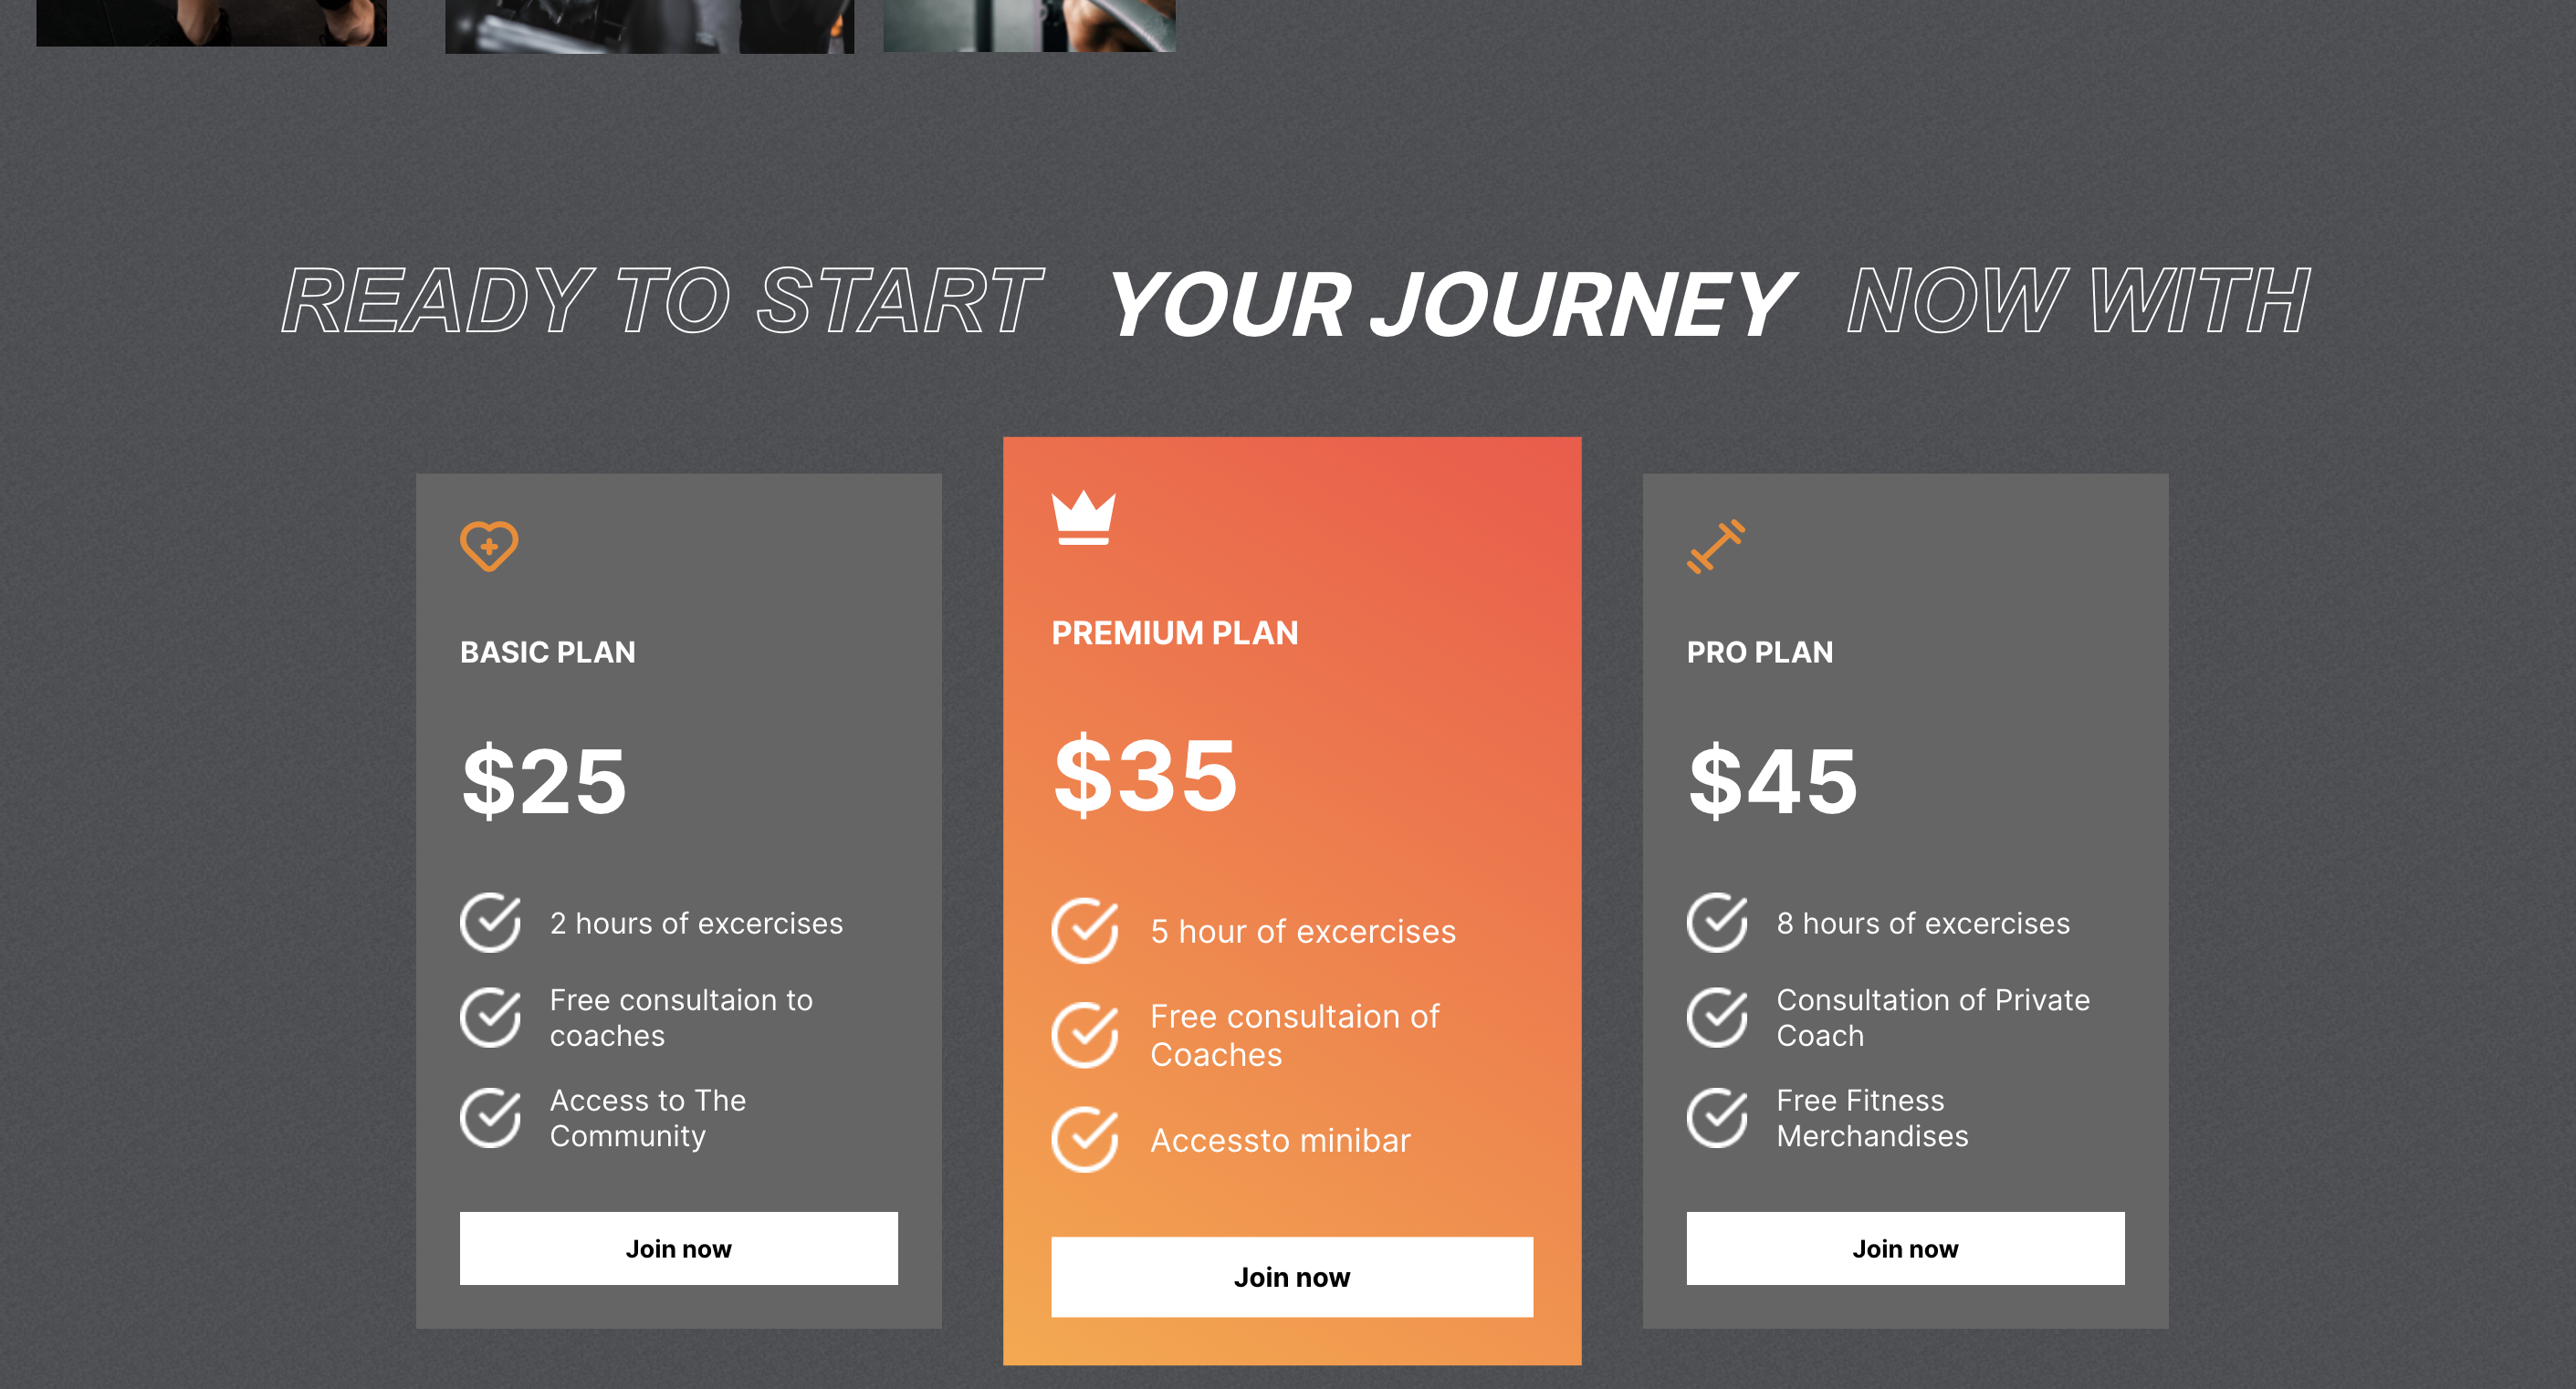 READY TO START YOUR JOURNEY NOW WITH
BASIC PLAN
$25
2 hours of excercises
Free consultaion to
coaches
Access to The
Community
Join now
PREMIUM PLAN
$35
5 hour of excercises
Free consultaion of
Coaches
Accessto minibar
Join now
PRO PLAN
$45
8 hours of excercises
Consultation of Private
Coach
Free Fitness
Merchandises
Join now